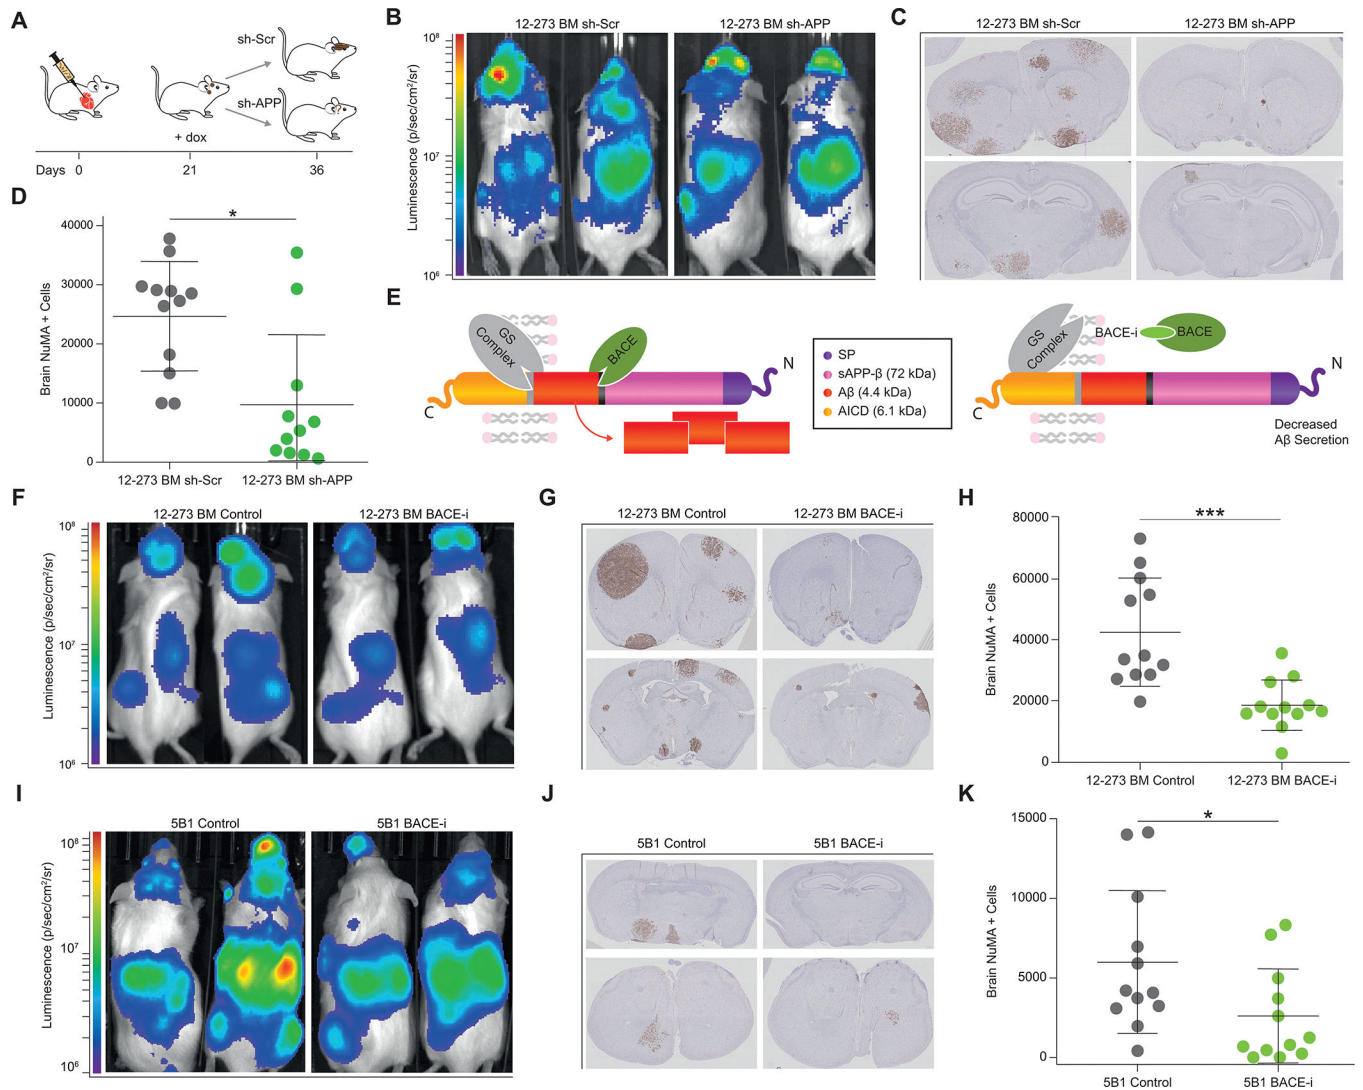 A
sh-Scr
sh-APP
+ dox
Days 0 21 36
B
12-273 BM sh-Scr 12-273 BM sh-APP
Luminescence (p/sec/cm²/sr)
10⁸
10⁷
10⁶
C
12-273 BM sh-Scr 12-273 BM sh-APP
D
*
Brain NuMA + Cells
40000
30000
20000
10000
0
12-273 BM sh-Scr 12-273 BM sh-APP
E
GS
Complex
BACE
N
C
SP
sAPP-β (72 kDa)
Aβ (4.4 kDa)
AICD (6.1 kDa)
GS
Complex
BACE-i
BACE
N
C
Decreased
Aβ Secretion
F
12-273 BM Control 12-273 BM BACE-i
Luminescence (p/sec/cm²/sr)
10⁸
10⁷
10⁶
G
12-273 BM Control 12-273 BM BACE-i
H
***
Brain NuMA + Cells
80000
60000
40000
20000
0
12-273 BM Control 12-273 BM BACE-i
I
5B1 Control 5B1 BACE-i
Luminescence (p/sec/cm²/sr)
10⁸
10⁷
10⁶
J
5B1 Control 5B1 BACE-i
K
*
Brain NuMA + Cells
15000
10000
5000
0
5B1 Control 5B1 BACE-i